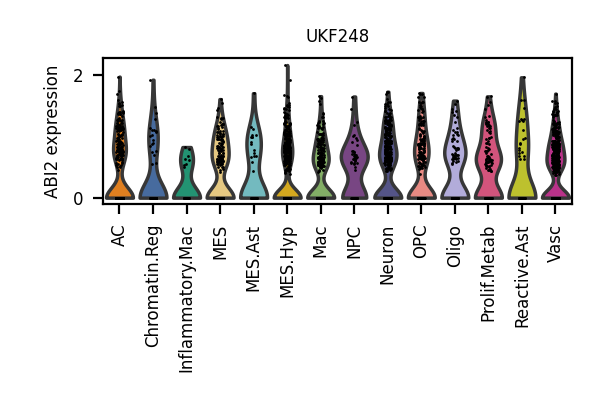 UKF248
ABI2 expression
2
0
AC
Chromatin.Reg
Inflammatory.Mac
MES
MES.Ast
MES.Hyp
Mac
NPC
Neuron
OPC
Oligo
Prolif.Metab
Reactive.Ast
Vasc